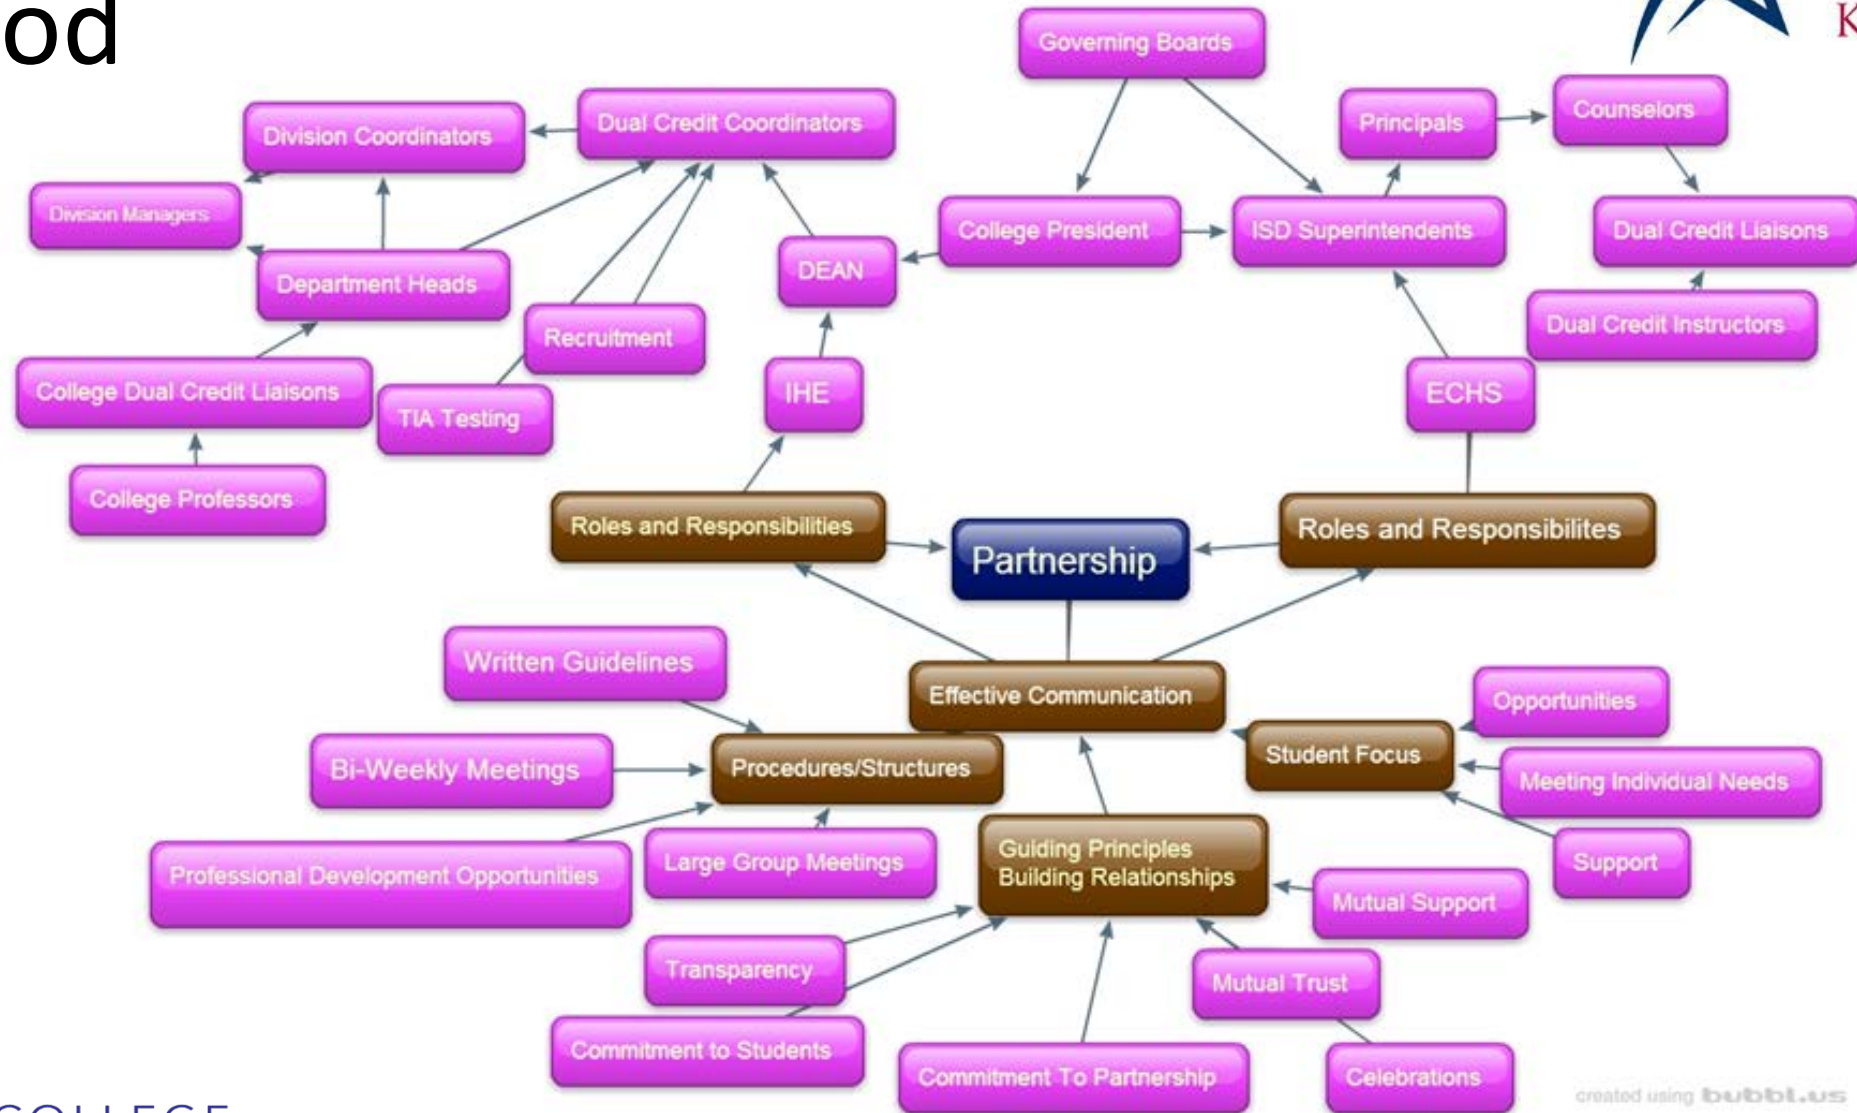 od
K
Governing Boards
Division Coordinators
Dual Credit Coordinators
Principals
Counselors
Division Managers
College President
ISD Superintendents
Dual Credit Liaisons
DEAN
Department Heads
Recruitment
Dual Credit Instructors
College Dual Credit Liaisons
TIA Testing
IHE
ECHS
College Professors
Roles and Responsibilities
Partnership
Roles and Responsibilites
Written Guidelines
Effective Communication
Opportunities
Bi-Weekly Meetings
Procedures/Structures
Student Focus
Meeting Individual Needs
Professional Development Opportunities
Large Group Meetings
Guiding Principles
Building Relationships
Support
Mutual Support
Transparency
Mutual Trust
Commitment to Students
Commitment To Partnership
Celebrations
created using bubbl.us
COLLEGE